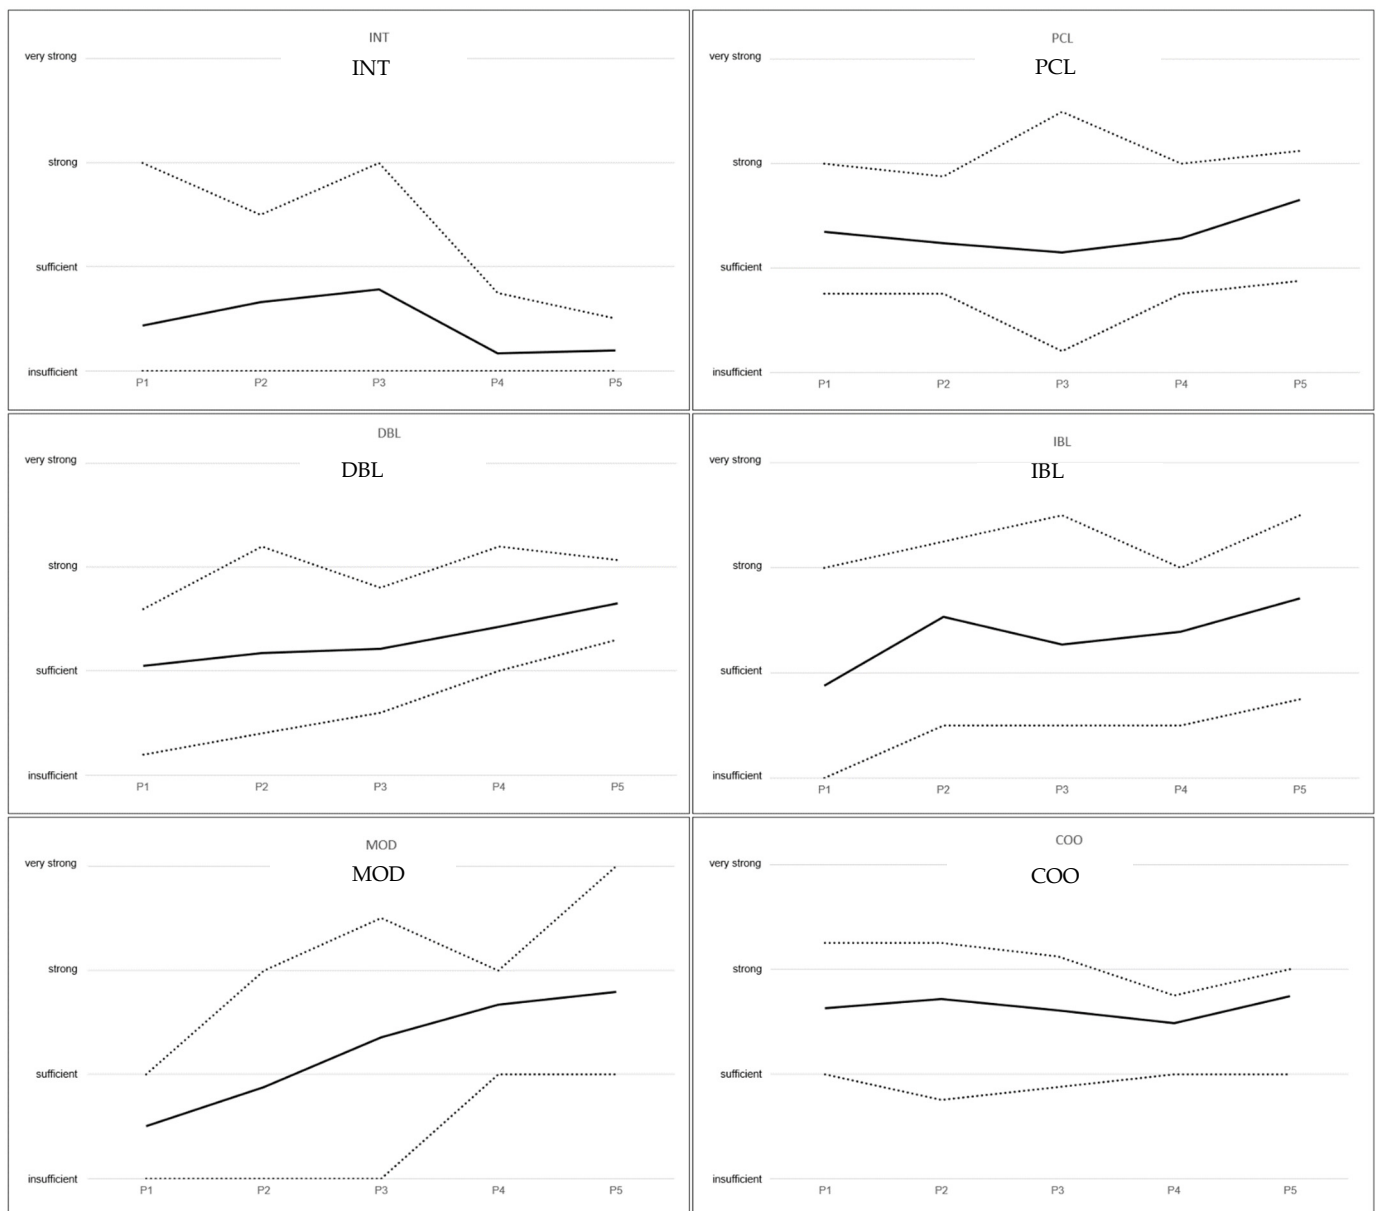 INT
INT
very strong
strong
sufficient
insufficient
P1 P2 P3 P4 P5
PCL
PCL
very strong
strong
sufficient
insufficient
P1 P2 P3 P4 P5
DBL
DBL
very strong
strong
sufficient
insufficient
P1 P2 P3 P4 P5
IBL
IBL
very strong
strong
sufficient
insufficient
P1 P2 P3 P4 P5
MOD
MOD
very strong
strong
sufficient
insufficient
P1 P2 P3 P4 P5
COO
COO
very strong
strong
sufficient
insufficient
P1 P2 P3 P4 P5